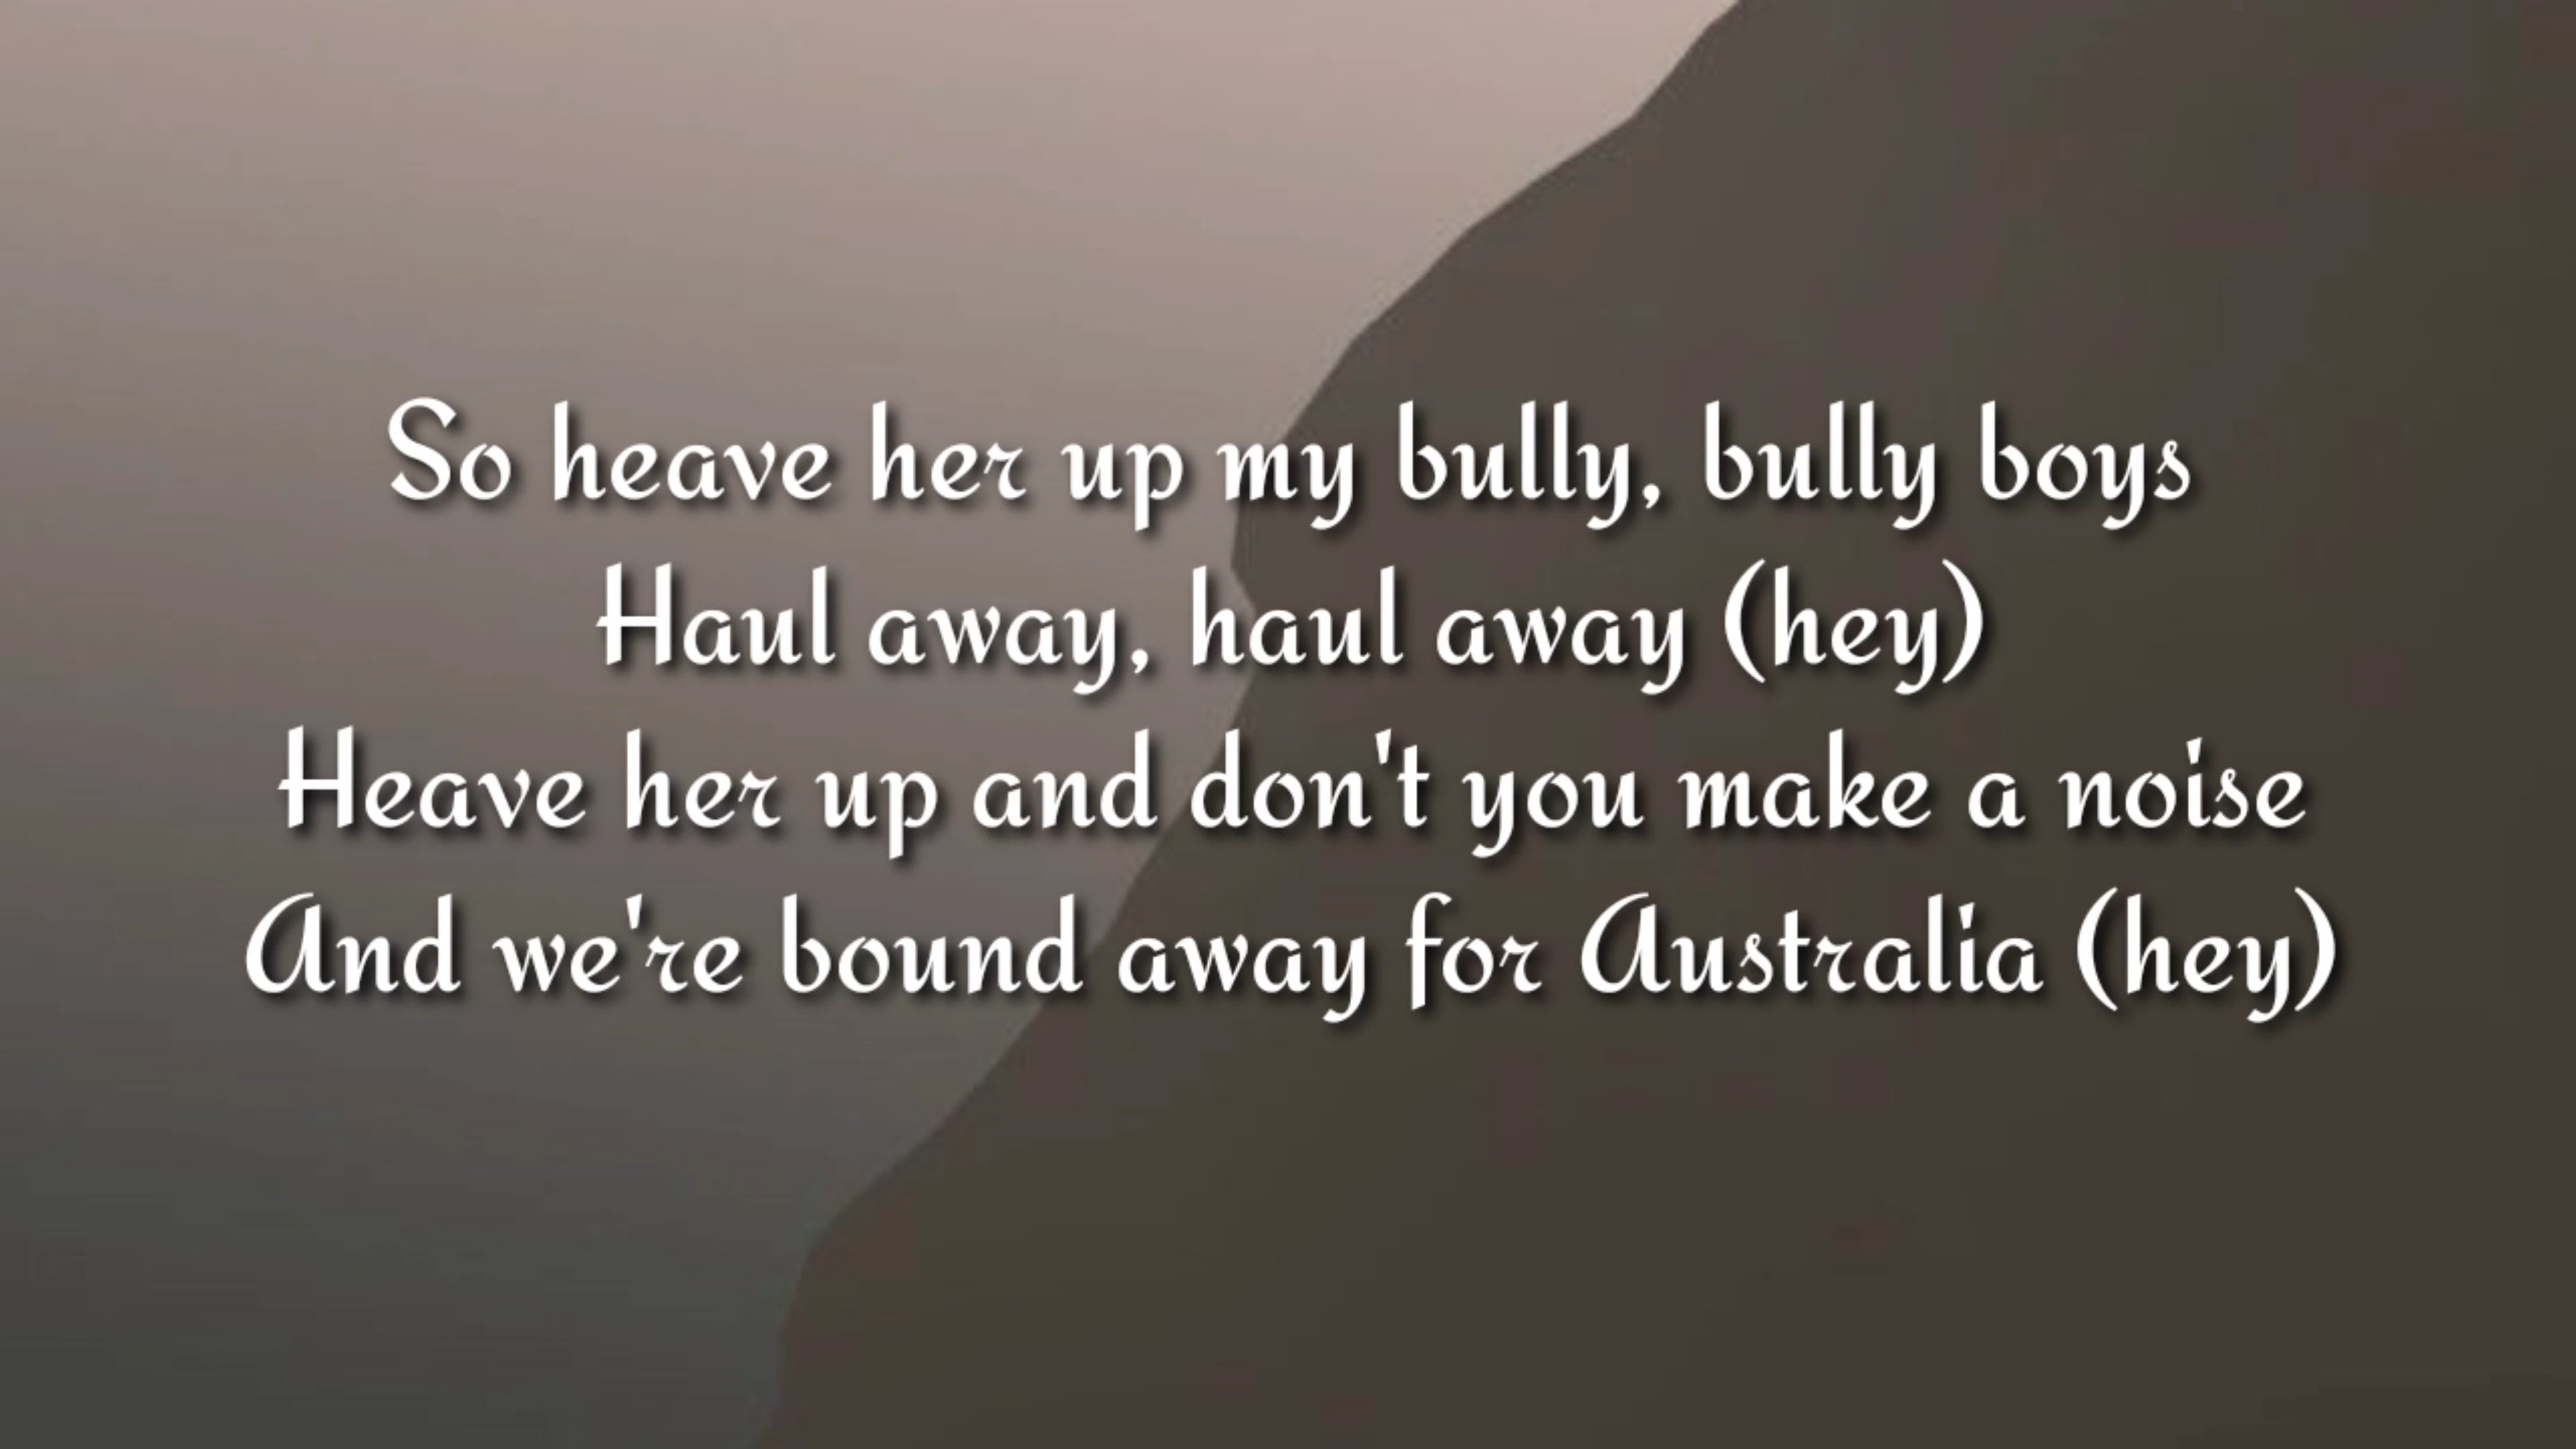 So heave her up my bully, bully boys
Haul away, haul away (hey)
Heave her up and don't you make a noise
And we're bound away for Australia (hey)